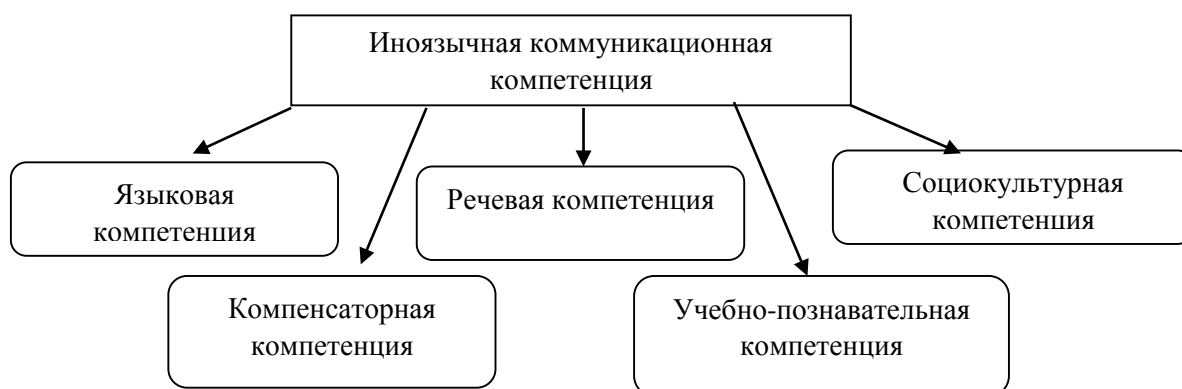 Иноязычная коммуникационная
компетенция
Языковая
компетенция
Речевая компетенция
Социокультурная
компетенция
Компенсаторная
компетенция
Учебно-познавательная
компетенция